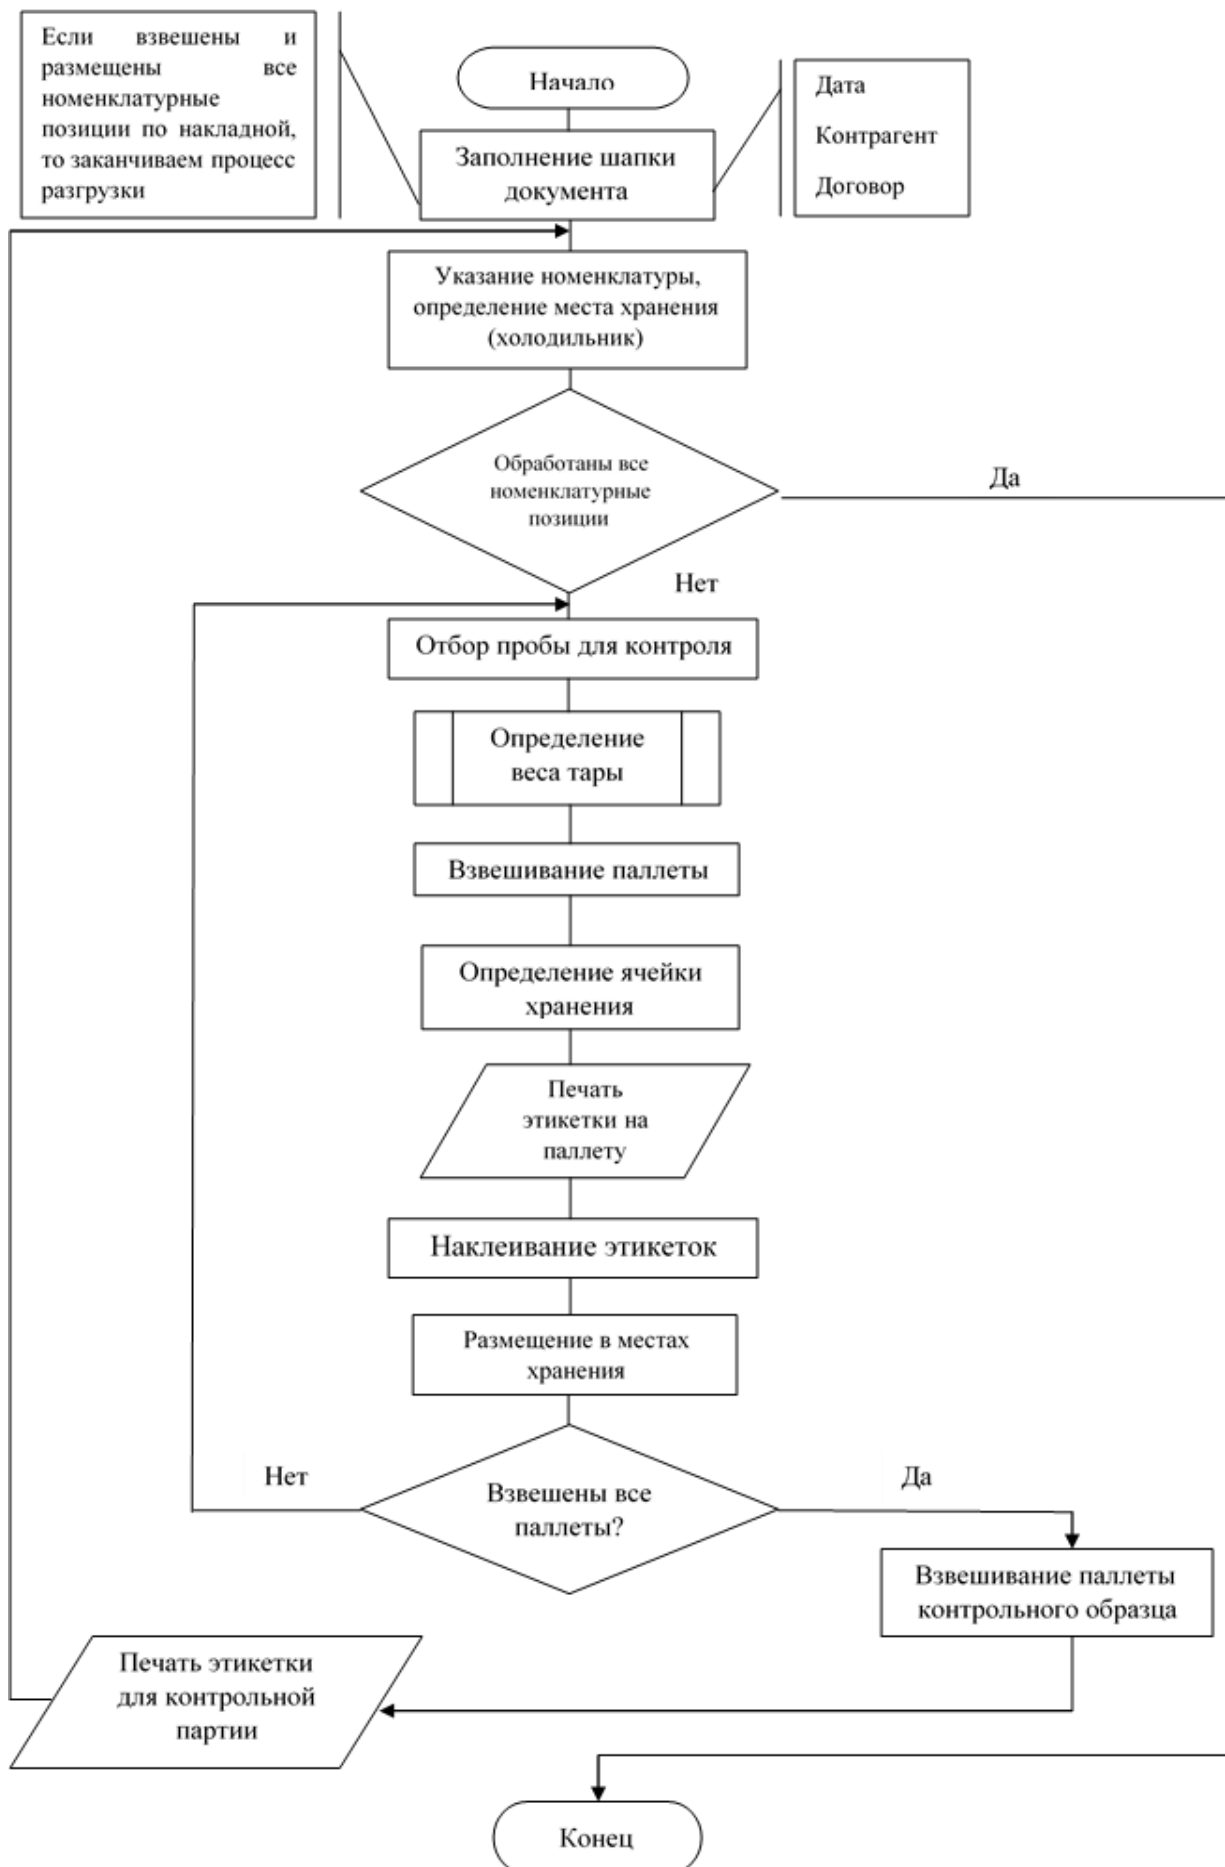 Если взвешены и
размещены все
номенклатурные
позиции по накладной,
то заканчиваем процесс
разгрузки
Начало
Дата
Контрагент
Договор
Заполнение шапки
документа
Указание номенклатуры,
определение места хранения
(холодильник)
Обработаны все
номенклатурные
позиции
Да
Нет
Отбор пробы для контроля
Определение
веса тары
Взвешивание паллеты
Определение ячейки
хранения
Печать
этикетки на
паллету
Наклеивание этикеток
Размещение в местах
хранения
Нет
Взвешены все
паллеты?
Да
Взвешивание паллеты
контрольного образца
Печать этикетки
для контрольной
партии
Конец